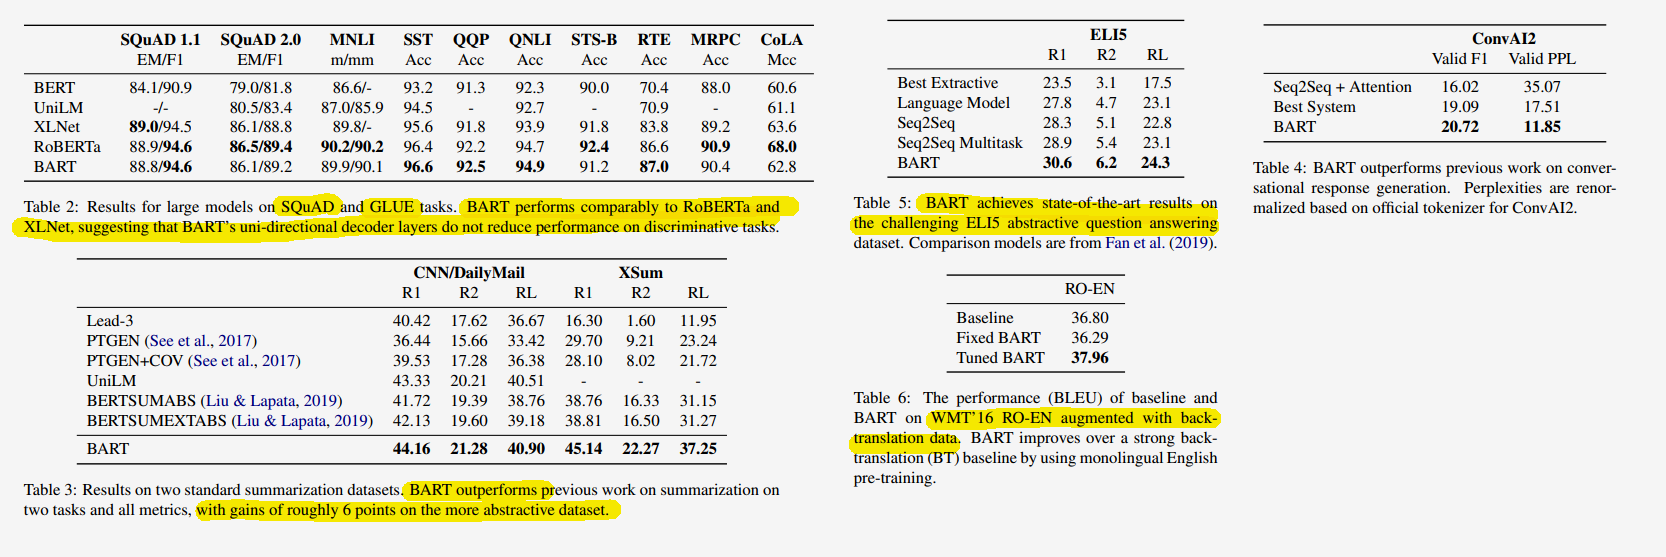 SQuAD 1.1 SQuAD 2.0 MNLI SST QQP QNLI STS-B RTE MRPC CoLA
EM/F1 EM/F1 m/mm Acc Acc Acc Acc Acc Acc Mcc
BERT 84.1/90.9 79.0/81.8 86.6/- 93.2 91.3 92.3 90.0 70.4 88.0 60.6
UniLM -/- 80.5/83.4 87.0/85.9 94.5 - 92.7 - 70.9 - 61.1
XLNet 89.0/94.5 86.1/88.8 89.8/- 95.6 91.8 93.9 91.8 83.8 89.2 63.6
RoBERTa 88.9/94.6 86.5/89.4 90.2/90.2 96.4 92.2 94.7 92.4 86.6 90.9 68.0
BART 88.8/94.6 86.1/89.2 89.9/90.1 96.6 92.5 94.9 91.2 87.0 90.4 62.8
Table 2: Results for large models on SQuAD and GLUE tasks. BART performs comparably to RoBERTa and
XLNet, suggesting that BART's uni-directional decoder layers do not reduce performance on discriminative tasks.
CNN/DailyMail XSum
R1 R2 RL R1 R2 RL
Lead-3 40.42 17.62 36.67 16.30 1.60 11.95
PTGEN (See et al., 2017) 36.44 15.66 33.42 29.70 9.21 23.24
PTGEN+COV (See et al., 2017) 39.53 17.28 36.38 28.10 8.02 21.72
UniLM 43.33 20.21 40.51 - - -
BERTSUMABS (Liu & Lapata, 2019) 41.72 19.39 38.76 38.76 16.33 31.15
BERTSUMEXTABS (Liu & Lapata, 2019) 42.13 19.60 39.18 38.81 16.50 31.27
BART 44.16 21.28 40.90 45.14 22.27 37.25
Table 3: Results on two standard summarization datasets. BART outperforms previous work on summarization on
two tasks and all metrics, with gains of roughly 6 points on the more abstractive dataset.
ELI5
R1 R2 RL
Best Extractive 23.5 3.1 17.5
Language Model 27.8 4.7 23.1
Seq2Seq 28.3 5.1 22.8
Seq2Seq Multitask 28.9 5.4 23.1
BART 30.6 6.2 24.3
Table 5: BART achieves state-of-the-art results on
the challenging ELI5 abstractive question answering
dataset. Comparison models are from Fan et al. (2019).
RO-EN
Baseline 36.80
Fixed BART 36.29
Tuned BART 37.96
Table 6: The performance (BLEU) of baseline and
BART on WMT'16 RO-EN augmented with back-
translation data. BART improves over a strong back-
translation (BT) baseline by using monolingual English
pre-training.
ConvAI2
Valid F1 Valid PPL
Seq2Seq + Attention 16.02 35.07
Best System 19.09 17.51
BART 20.72 11.85
Table 4: BART outperforms previous work on conver-
sational response generation. Perplexities are renor-
malized based on official tokenizer for ConvAI2.